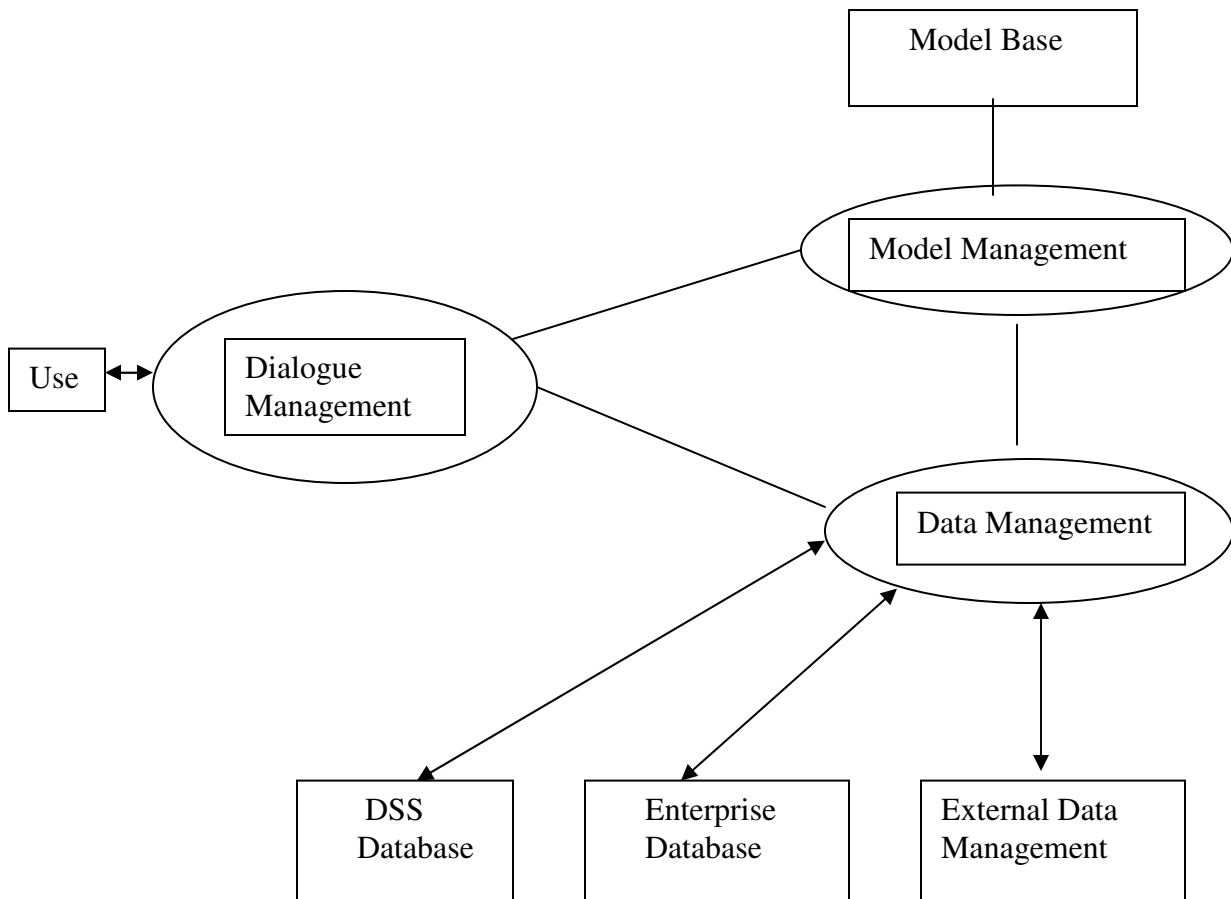 Model Base
Model Management
Use
Dialogue
Management
Data Management
DSS
Database
Enterprise
Database
External Data
Management